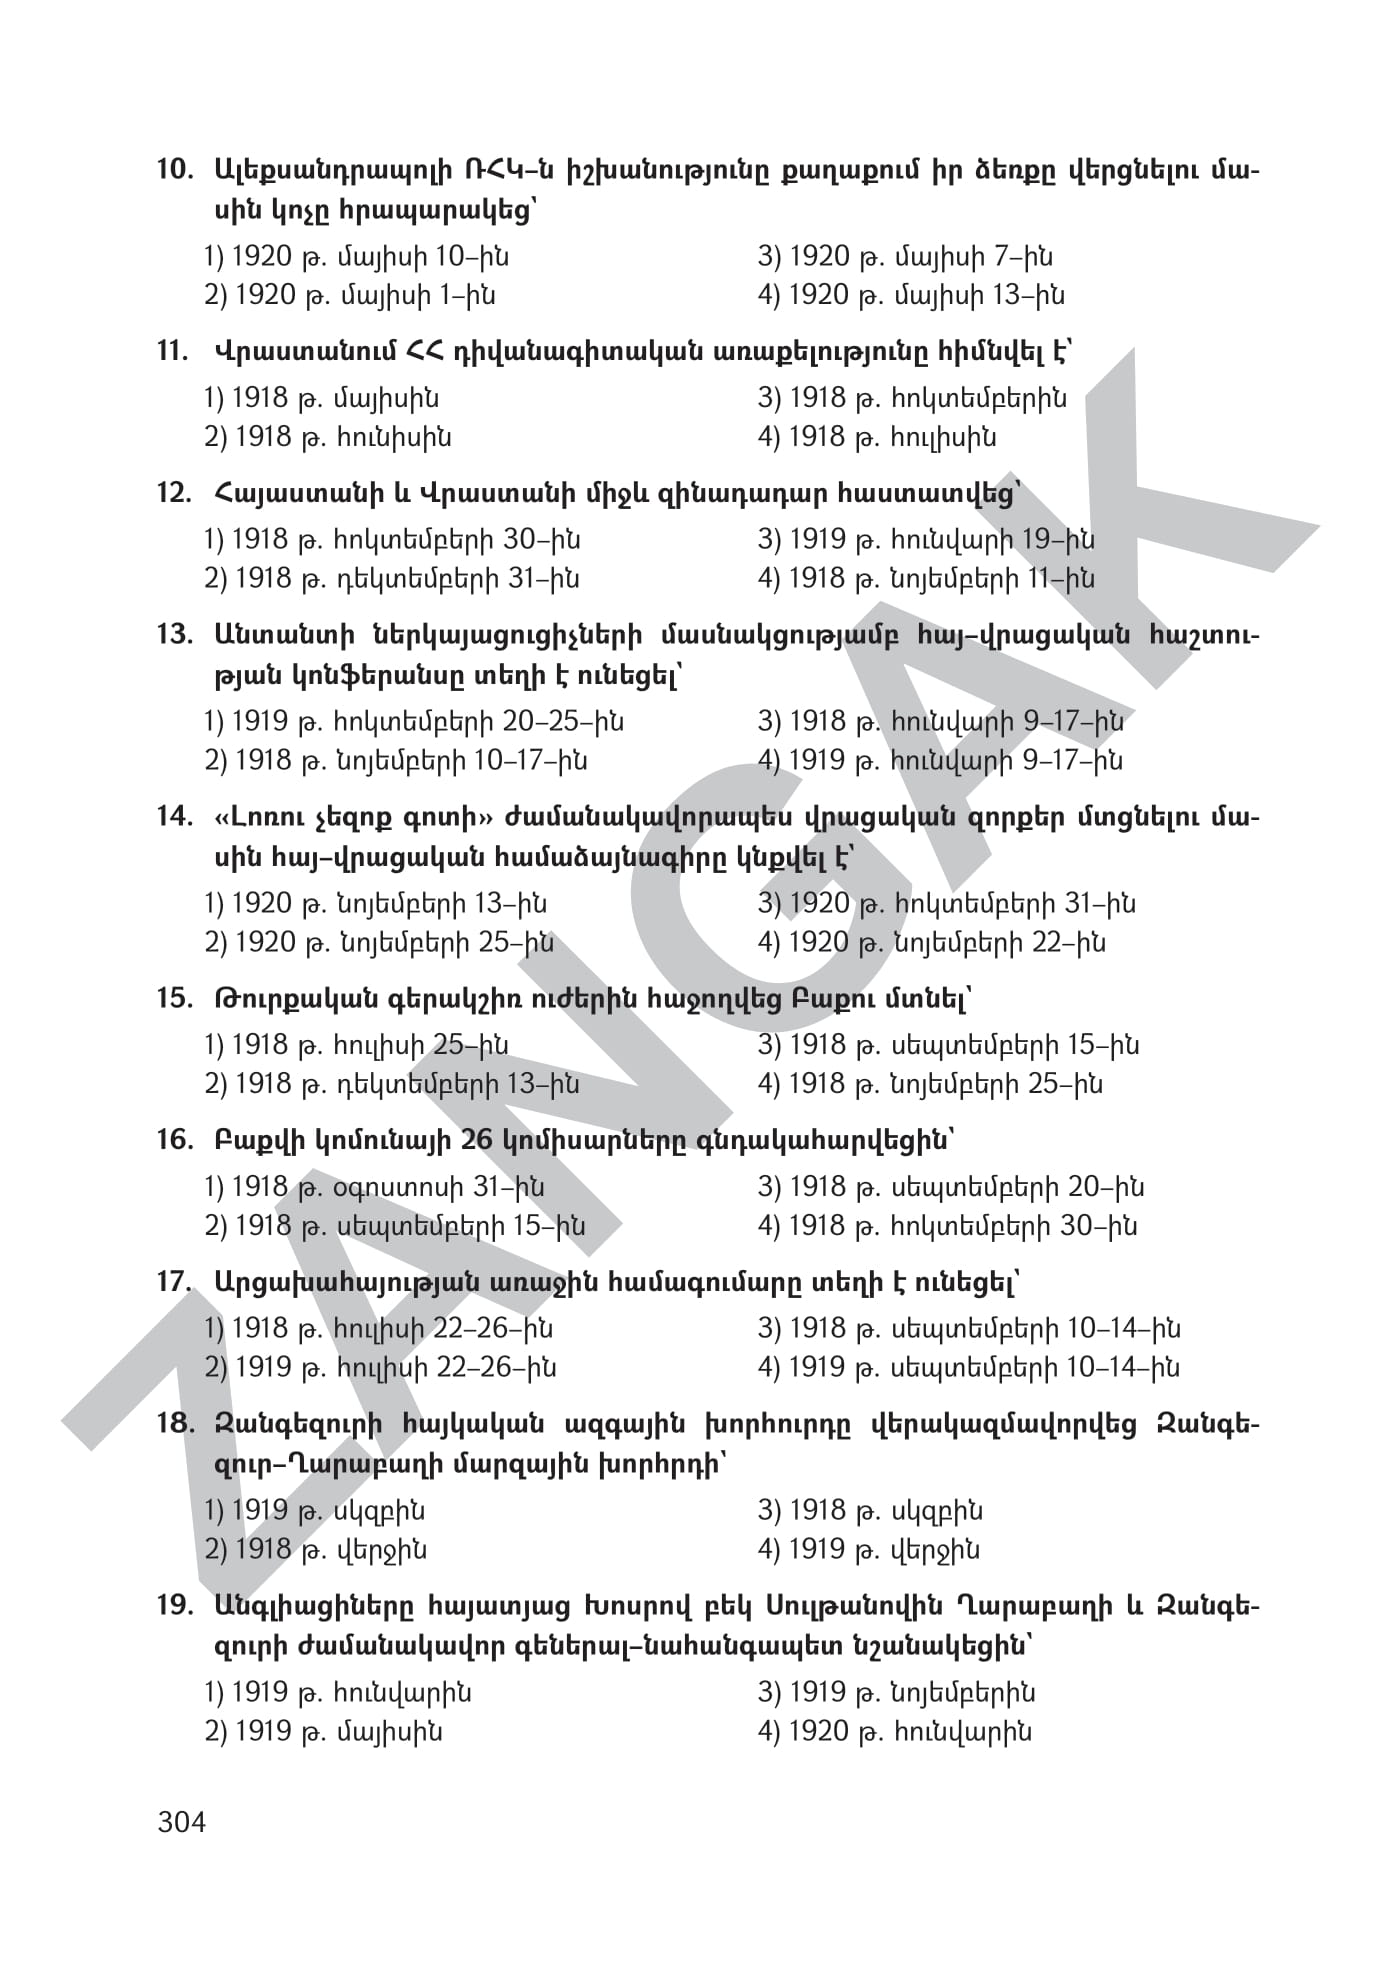 10. Ալեքսանդրապոլի ՌՀԿ–ն իշխանությունը քաղաքում իր ձեռքը վերցնելու մա-
սին կոչը հրապարակեց՝
1) 1920 թ. մայիսի 10–ին
3) 1920 թ. մայիսի 7–ին
2) 1920 թ. մայիսի 1–ին
4) 1920 թ. մայիսի 13–ին
11. Վրաստանում ՀՀ դիվանագիտական առաքելությունը հիմնվել է՝
1) 1918 թ. մայիսին
3) 1918 թ. հոկտեմբերին
2) 1918 թ. հունիսին
4) 1918 թ. հուլիսին
12. Հայաստանի և Վրաստանի միջև զինադադար հաստատվեց՝
1) 1918 թ. հոկտեմբերի 30–ին
3) 1919 թ. հունվարի 19–ին
2) 1918 թ. դեկտեմբերի 31–ին
4) 1918 թ. նոյեմբերի 11–ին
13. Անտանտի ներկայացուցիչների մասնակցությամբ հայ–վրացական հաշտու-
թյան կոնֆերանսը տեղի է ունեցել՝
1) 1919 թ. հոկտեմբերի 20–25–ին
3) 1918 թ. հունվարի 9–17–ին
2) 1918 թ. նոյեմբերի 10–17–ին
4) 1919 թ. հունվարի 9–17–ին
14. «Լոռու չեզոք գոտի» ժամանակավորապես վրացական զորքեր մտցնելու մա-
սին հայ–վրացական համաձայնագիրը կնքվել է՝
1) 1920 թ. նոյեմբերի 13–ին
3) 1920 թ. հոկտեմբերի 31–ին
2) 1920 թ. նոյեմբերի 25–ին
4) 1920 թ. նոյեմբերի 22–ին
15. Թուրքական գերակշիռ ուժերին հաջողվեց Բաքու մտնել՝
1) 1918 թ. հուլիսի 25–ին
3) 1918 թ. սեպտեմբերի 15–ին
2) 1918 թ. դեկտեմբերի 13–ին
4) 1918 թ. նոյեմբերի 25–ին
16. Բաքվի կոմունայի 26 կոմիսարները գնդակահարվեցին՝
1) 1918 թ. օգոստոսի 31–ին
3) 1918 թ. սեպտեմբերի 20–ին
2) 1918 թ. սեպտեմբերի 15–ին
4) 1918 թ. հոկտեմբերի 30–ին
17. Արցախահայության առաջին համագումարը տեղի է ունեցել՝
1) 1918 թ. հուլիսի 22–26–ին
3) 1918 թ. սեպտեմբերի 10–14–ին
2) 1919 թ. հուլիսի 22–26–ին
4) 1919 թ. սեպտեմբերի 10–14–ին
18. Զանգեզուրի հայկական ազգային խորհուրդը վերակազմավորվեց Զանգե-
զուր–Ղարաբաղի մարզային խորհրդի՝
1) 1919 թ. սկզբին
3) 1918 թ. սկզբին
2) 1918 թ. վերջին
4) 1919 թ. վերջին
19. Անգլիացիները հայատյաց Խոսրով բեկ Սուլթանովին Ղարաբաղի և Զանգե-
զուրի ժամանակավոր գեներալ–նահանգապետ նշանակեցին՝
1) 1919 թ. հունվարին
3) 1919 թ. նոյեմբերին
2) 1919 թ. մայիսին
4) 1920 թ. հունվարին
304
ZANGAK